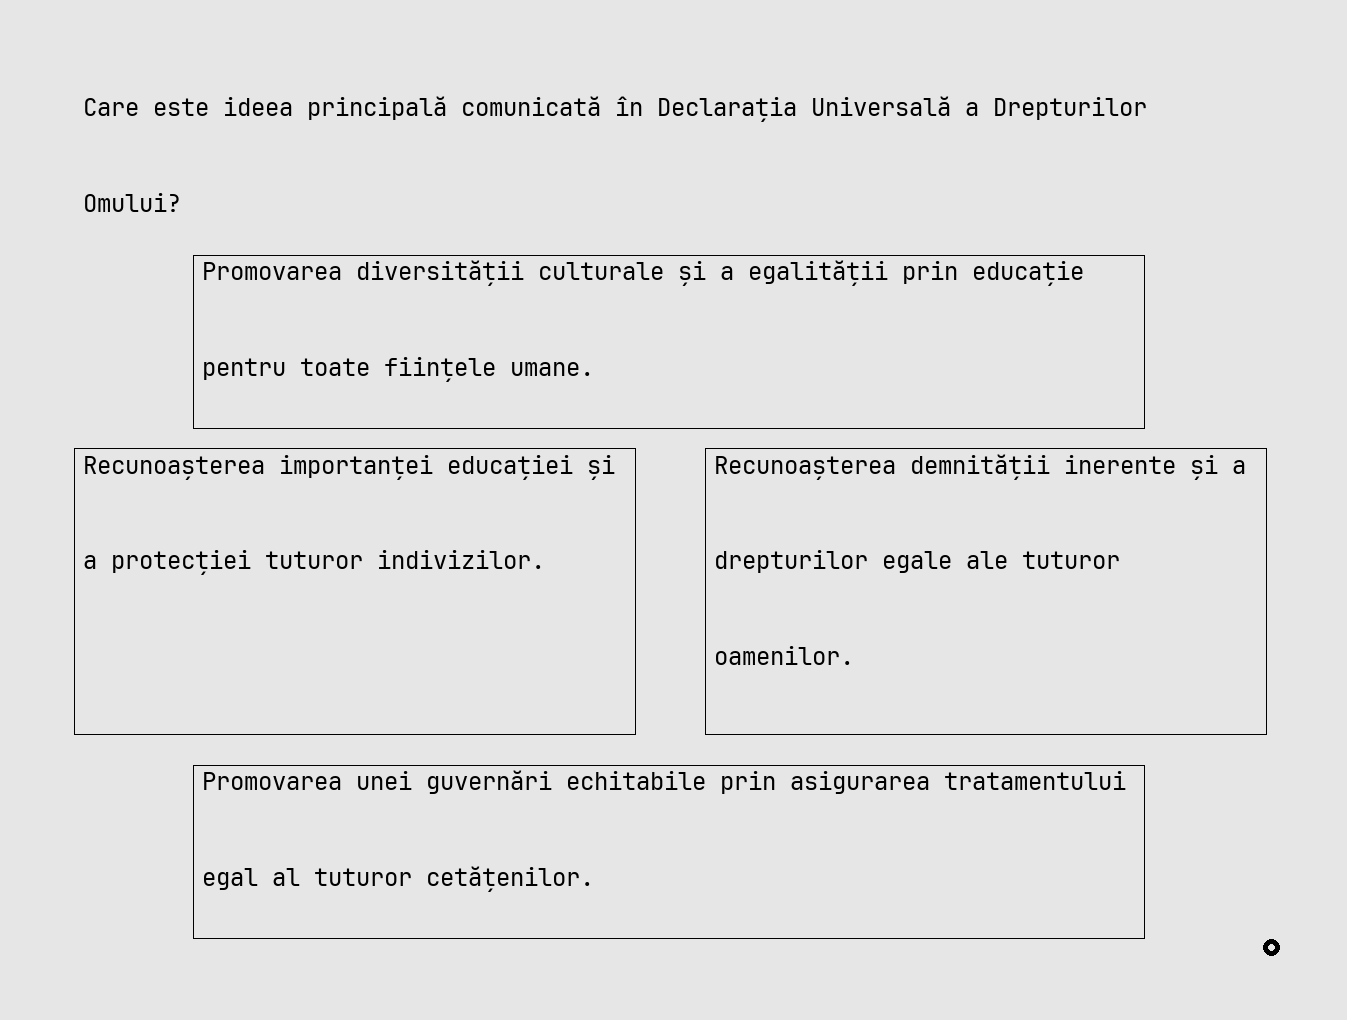 Care este ideea principală comunicată în Declarația Universală a Drepturilor
Omului?
Promovarea diversității culturale și a egalității prin educație
pentru toate ființele umane.
Recunoașterea importanței educației și
a protecției tuturor indivizilor.
Recunoașterea demnității inerente și a
drepturilor egale ale tuturor
oamenilor.
Promovarea unei guvernări echitabile prin asigurarea tratamentului
egal al tuturor cetățenilor.